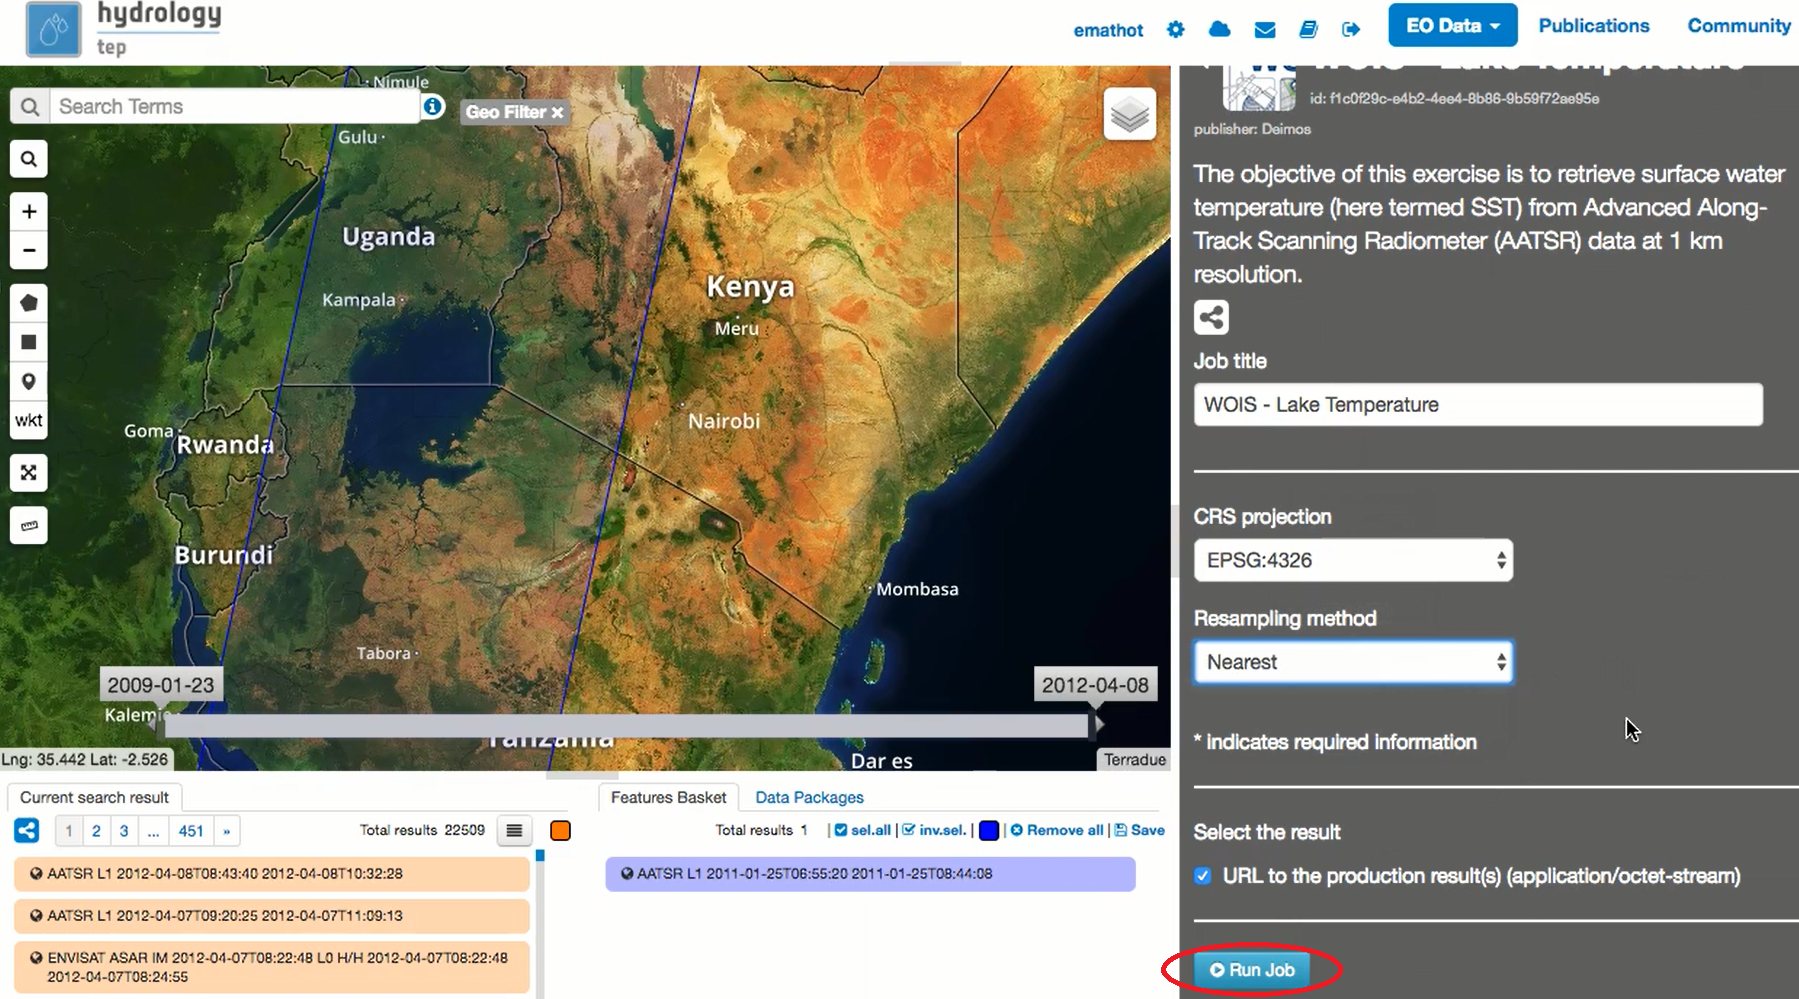 hydrology
tep
emathot
EO Data
Publications
Community
Search Terms
Geo Filter ×
Nimule
Gulu
Uganda
Kampala
Kenya
Meru
Nairobi
Goma
Rwanda
Burundi
Mombasa
Tabora
Kalemie
Tanzania
Dar es
+
−
wkt
2009-01-23
2012-04-08
Lng: 35.442 Lat: -2.526
Terradue
WOIS - Lake Temperature
id: f1c0f29c-e4b2-4ee4-8b86-9b59f72ae95e
publisher: Deimos
The objective of this exercise is to retrieve surface water
temperature (here termed SST) from Advanced Along-
Track Scanning Radiometer (AATSR) data at 1 km
resolution.
Job title
WOIS - Lake Temperature
CRS projection
EPSG:4326
Resampling method
Nearest
* indicates required information
Select the result
URL to the production result(s) (application/octet-stream)
Run Job
Current search result
1 2 3 ... 451 »
Total results 22509
AATSR L1 2012-04-08T08:43:40 2012-04-08T10:32:28
AATSR L1 2012-04-07T09:20:25 2012-04-07T11:09:13
ENVISAT ASAR IM 2012-04-07T08:22:48 L0 H/H 2012-04-07T08:22:48
2012-04-07T08:24:55
Features Basket
Data Packages
Total results 1 | sel.all | inv.sel. | Remove all | Save
AATSR L1 2011-01-25T06:55:20 2011-01-25T08:44:08